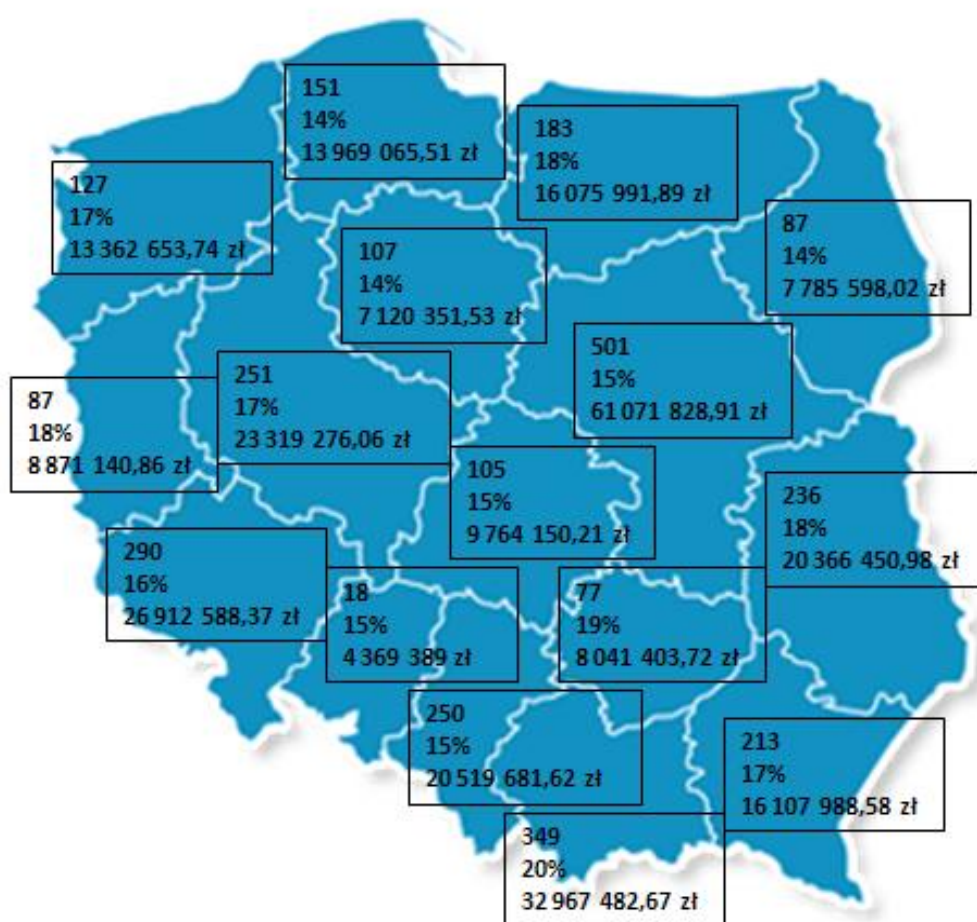 151
14%
13 969 065,51 zł
183
18%
16 075 991,89 zł
127
17%
13 362 653,74 zł
87
14%
7 785 598,02 zł
107
14%
7 120 351,53 zł
501
15%
61 071 828,91 zł
251
17%
23 319 276,06 zł
87
18%
8 871 140,86 zł
105
15%
9 764 150,21 zł
236
18%
20 366 450,98 zł
290
16%
26 912 588,37 zł
18
15%
4 369 389 zł
77
19%
8 041 403,72 zł
250
15%
20 519 681,62 zł
213
17%
16 107 988,58 zł
349
20%
32 967 482,67 zł